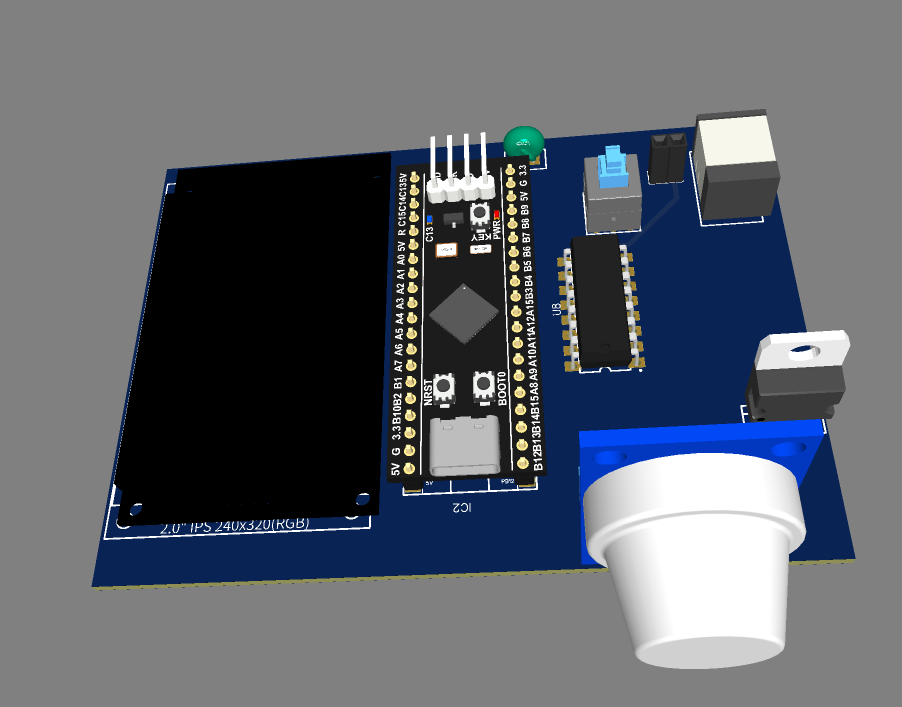 C13
C14
C15
R
5V
A0
A1
A2
A3
A4
A5
A6
A7
B1
B2
B10
3.3
G
5V
3.3
G
5V
B9
B8
B7
B6
B5
B4
B3
A15
A12
A11
A10
A9
A8
B15
B14
B13
B12
C13
KEY
PWR
NRST
BOOT0
U8
5V
IC2
2.0" IPS 240x320(RGB)